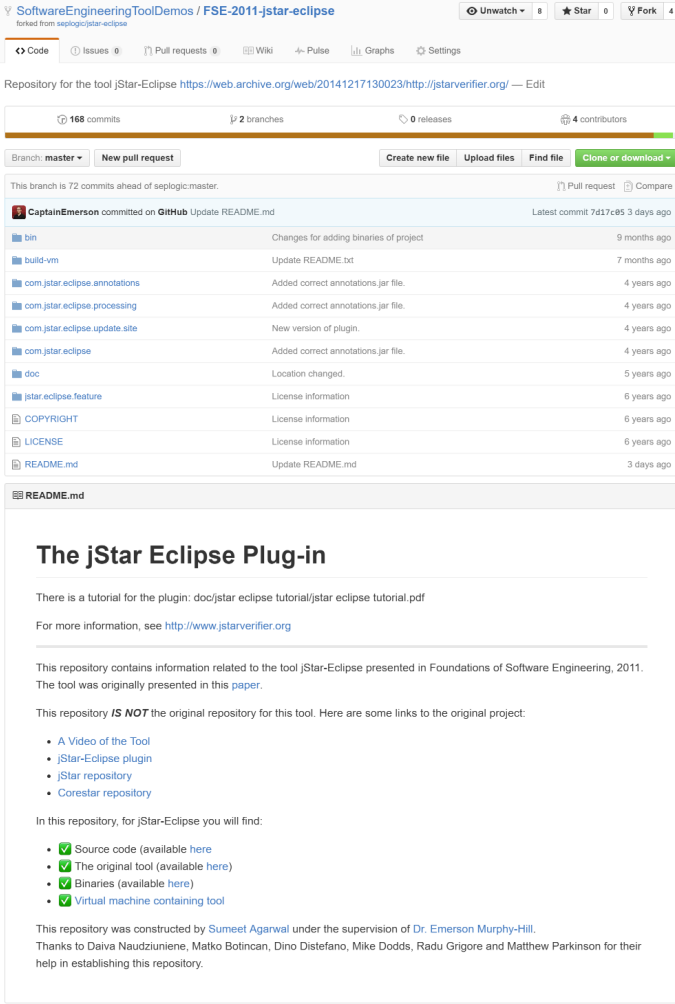 SoftwareEngineeringToolDemos / FSE-2011-jstar-eclipse
forked from seplogic/jstar-eclipse
Unwatch 8 Star 0 Fork 4
Code Issues 0 Pull requests 0 Wiki Pulse Graphs Settings
Repository for the tool jStar-Eclipse https://web.archive.org/web/20141217130023/http://jstarverifier.org/ — Edit
168 commits 2 branches 0 releases 4 contributors
Branch: master New pull request Create new file Upload files Find file Clone or download
This branch is 72 commits ahead of seplogic:master. Pull request Compare
CaptainEmerson committed on GitHub Update README.md Latest commit 7d17c05 3 days ago
bin Changes for adding binaries of project 9 months ago
build-vm Update README.txt 7 months ago
com.jstar.eclipse.annotations Added correct annotations.jar file. 4 years ago
com.jstar.eclipse.processing Added correct annotations.jar file. 4 years ago
com.jstar.eclipse.update.site New version of plugin. 4 years ago
com.jstar.eclipse Added correct annotations.jar file. 4 years ago
doc Location changed. 5 years ago
jstar.eclipse.feature License information 6 years ago
COPYRIGHT License information 6 years ago
LICENSE License information 6 years ago
README.md Update README.md 3 days ago
README.md
The jStar Eclipse Plug-in
There is a tutorial for the plugin: doc/jstar eclipse tutorial/jstar eclipse tutorial.pdf
For more information, see http://www.jstarverifier.org
This repository contains information related to the tool jStar-Eclipse presented in Foundations of Software Engineering, 2011.
The tool was originally presented in this paper.
This repository IS NOT the original repository for this tool. Here are some links to the original project:
• A Video of the Tool
• jStar-Eclipse plugin
• jStar repository
• Corestar repository
In this repository, for jStar-Eclipse you will find:
• ✅ Source code (available here
• ✅ The original tool (available here)
• ✅ Binaries (available here)
• ✅ Virtual machine containing tool
This repository was constructed by Sumeet Agarwal under the supervision of Dr. Emerson Murphy-Hill.
Thanks to Daiva Naudziuniene, Matko Botincan, Dino Distefano, Mike Dodds, Radu Grigore and Matthew Parkinson for their
help in establishing this repository.